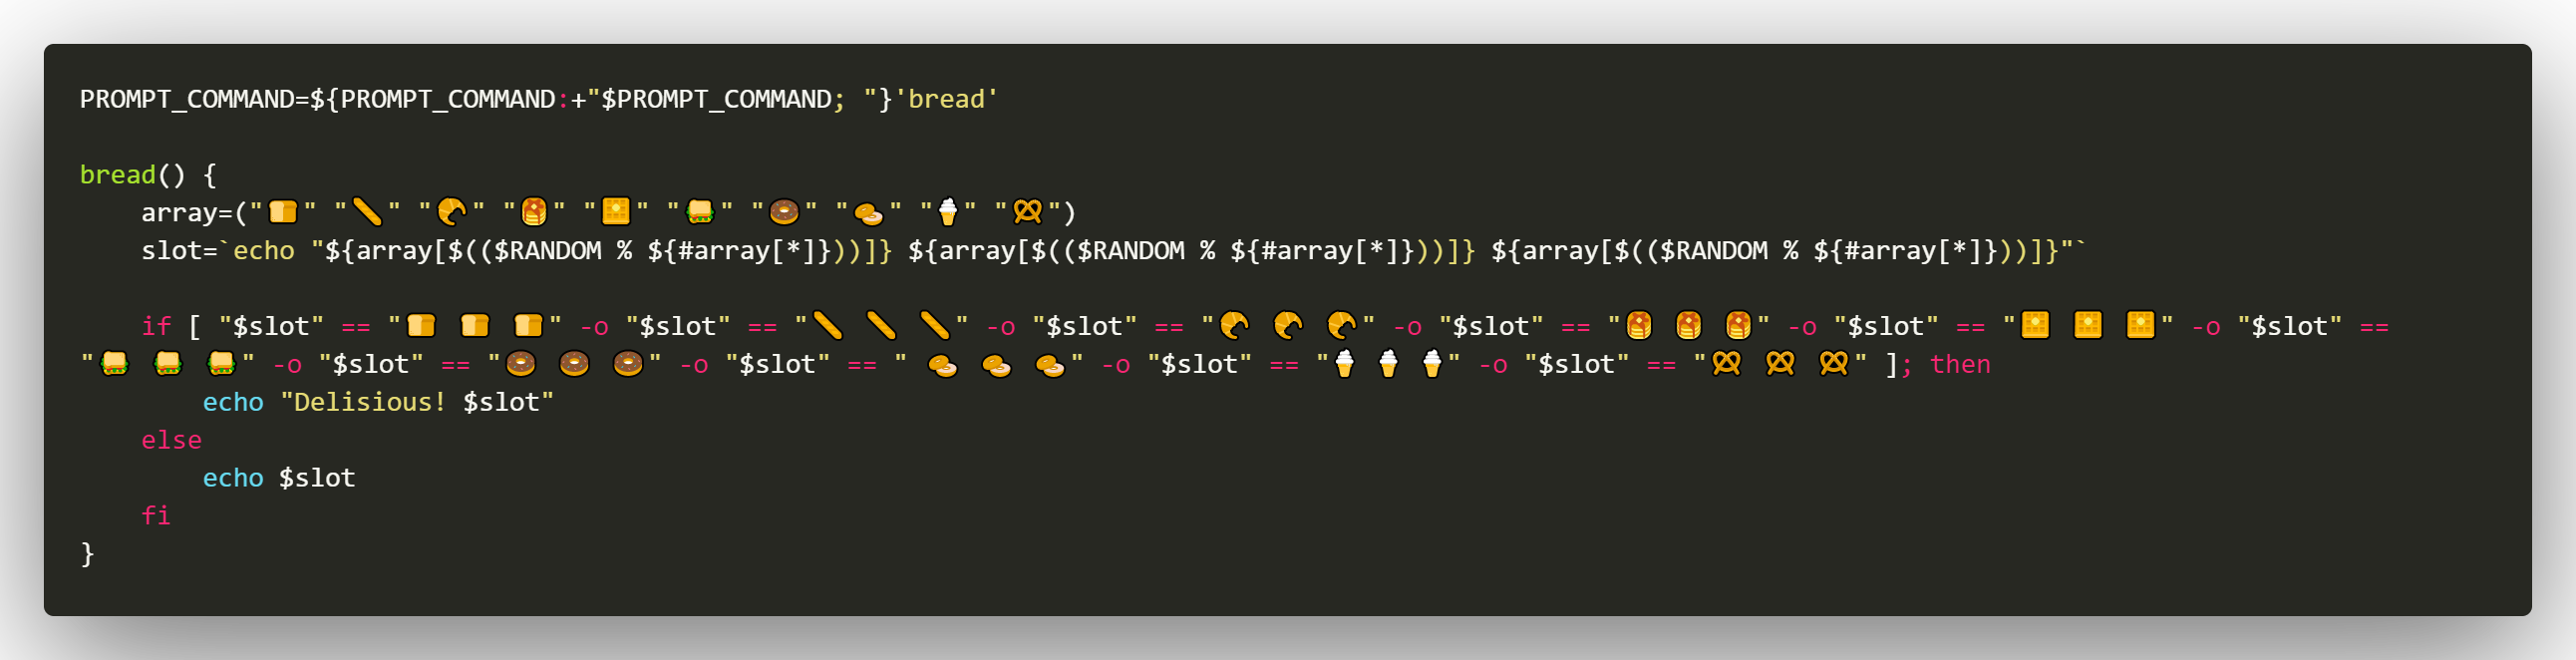 PROMPT_COMMAND=${PROMPT_COMMAND:+"$PROMPT_COMMAND; "}'bread'
bread() {
    array=("🍞" "🥖" "🥐" "🥞" "🧇" "🥪" "🍩" "🥯" "🍦" "🥨")
    slot=`echo "${array[$(($RANDOM % ${#array[*]}))]} ${array[$(($RANDOM % ${#array[*]}))]} ${array[$(($RANDOM % ${#array[*]}))]}"`
    if [ "$slot" == "🍞 🍞 🍞" -o "$slot" == "🥖 🥖 🥖" -o "$slot" == "🥐 🥐 🥐" -o "$slot" == "🥞 🥞 🥞" -o "$slot" == "🧇 🧇 🧇" -o "$slot" ==
"🥪 🥪 🥪" -o "$slot" == "🍩 🍩 🍩" -o "$slot" == " 🥯 🥯 🥯" -o "$slot" == "🍦 🍦 🍦" -o "$slot" == "🥨 🥨 🥨" ]; then
        echo "Delisious! $slot"
    else
        echo $slot
    fi
}